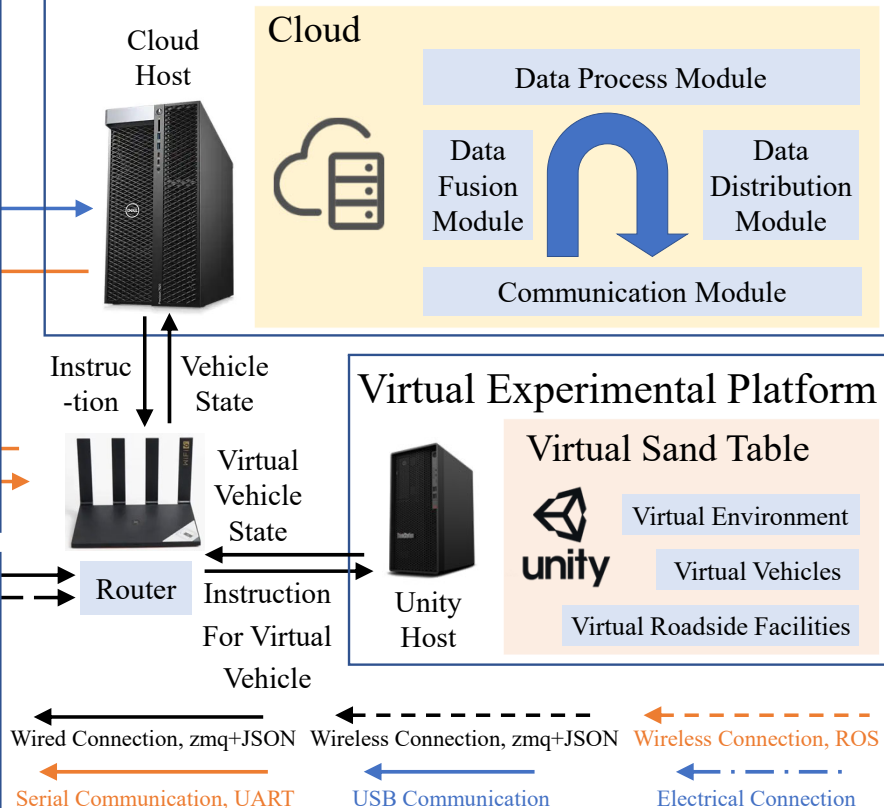 Cloud
Host
Cloud
Data Process Module
Data
Fusion
Module
Data
Distribution
Module
Communication Module
Instruc
-tion
Vehicle
State
Virtual Experimental Platform
Virtual Sand Table
unity
Virtual Environment
Virtual Vehicles
Virtual Roadside Facilities
Virtual
Vehicle
State
Router
Instruction
For Virtual
Vehicle
Unity
Host
Wired Connection, zmq+JSON
Wireless Connection, zmq+JSON
Wireless Connection, ROS
Serial Communication, UART
USB Communication
Electrical Connection